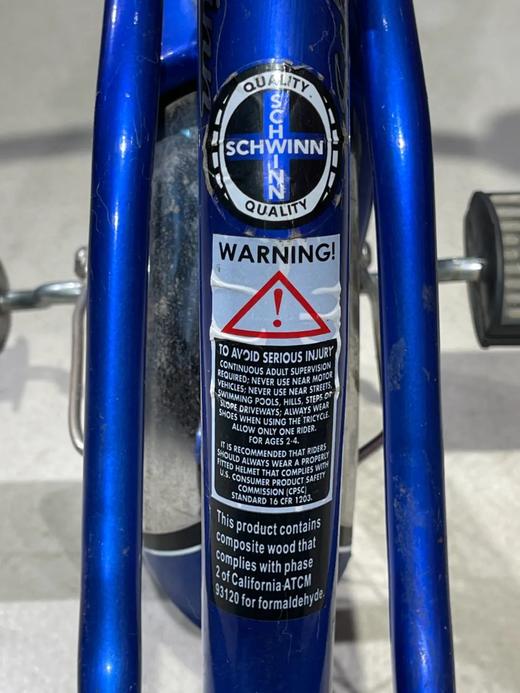 QUALITY
SCHWINN
SCHWINN
QUALITY
WARNING!
!
TO AVOID SERIOUS INJURY
CONTINUOUS ADULT SUPERVISION
REQUIRED; NEVER USE NEAR MOTOR
VEHICLES; NEVER USE NEAR STREETS,
SWIMMING POOLS, HILLS, STEPS OR
SLOPE DRIVEWAYS; ALWAYS WEAR
SHOES WHEN USING THE TRICYCLE.
ALLOW ONLY ONE RIDER.
FOR AGES 2-4.
IT IS RECOMMENDED THAT RIDERS
SHOULD ALWAYS WEAR A PROPERLY
FITTED HELMET THAT COMPLIES WITH
U.S. CONSUMER PRODUCT SAFETY
COMMISSION (CPSC)
STANDARD 16 CFR 1203.
This product contains
composite wood that
complies with phase
2 of California ATCM
93120 for formaldehyde.